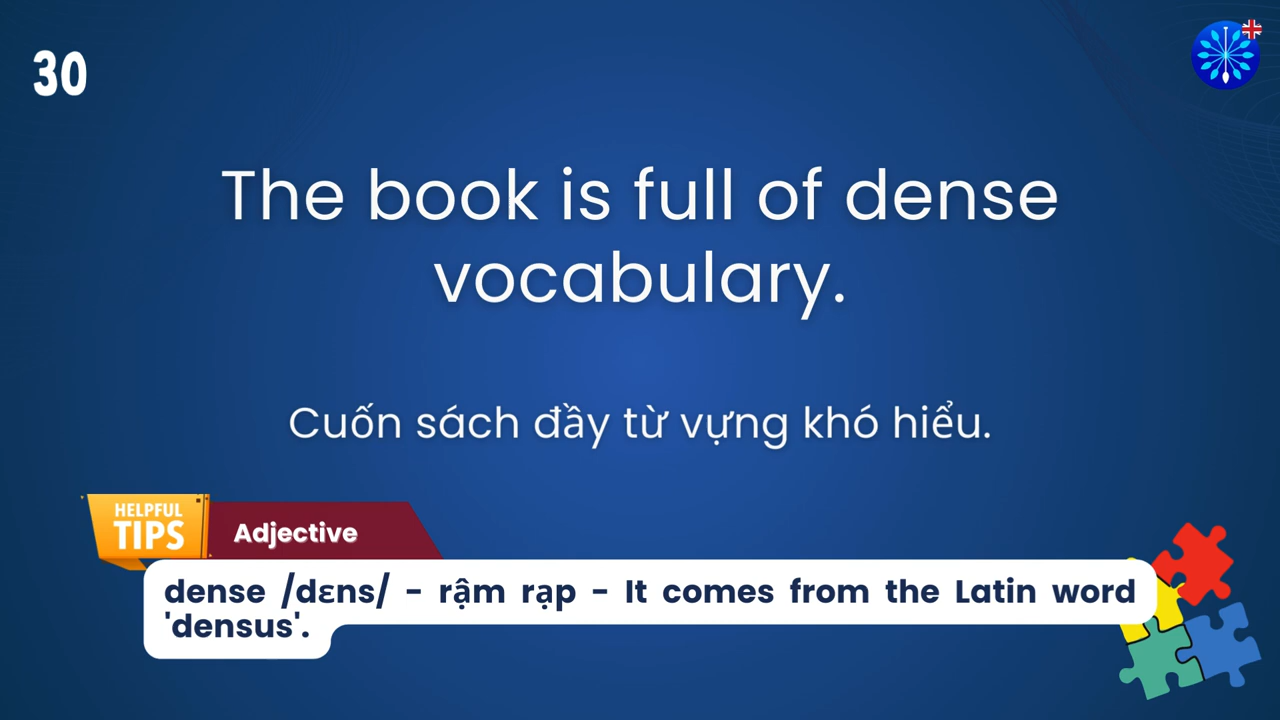 30
The book is full of dense
vocabulary.
Cuốn sách đầy từ vựng khó hiểu.
HELPFUL
TIPS
Adjective
dense /dɛns/ - rậm rạp - It comes from the Latin word
'densus'.